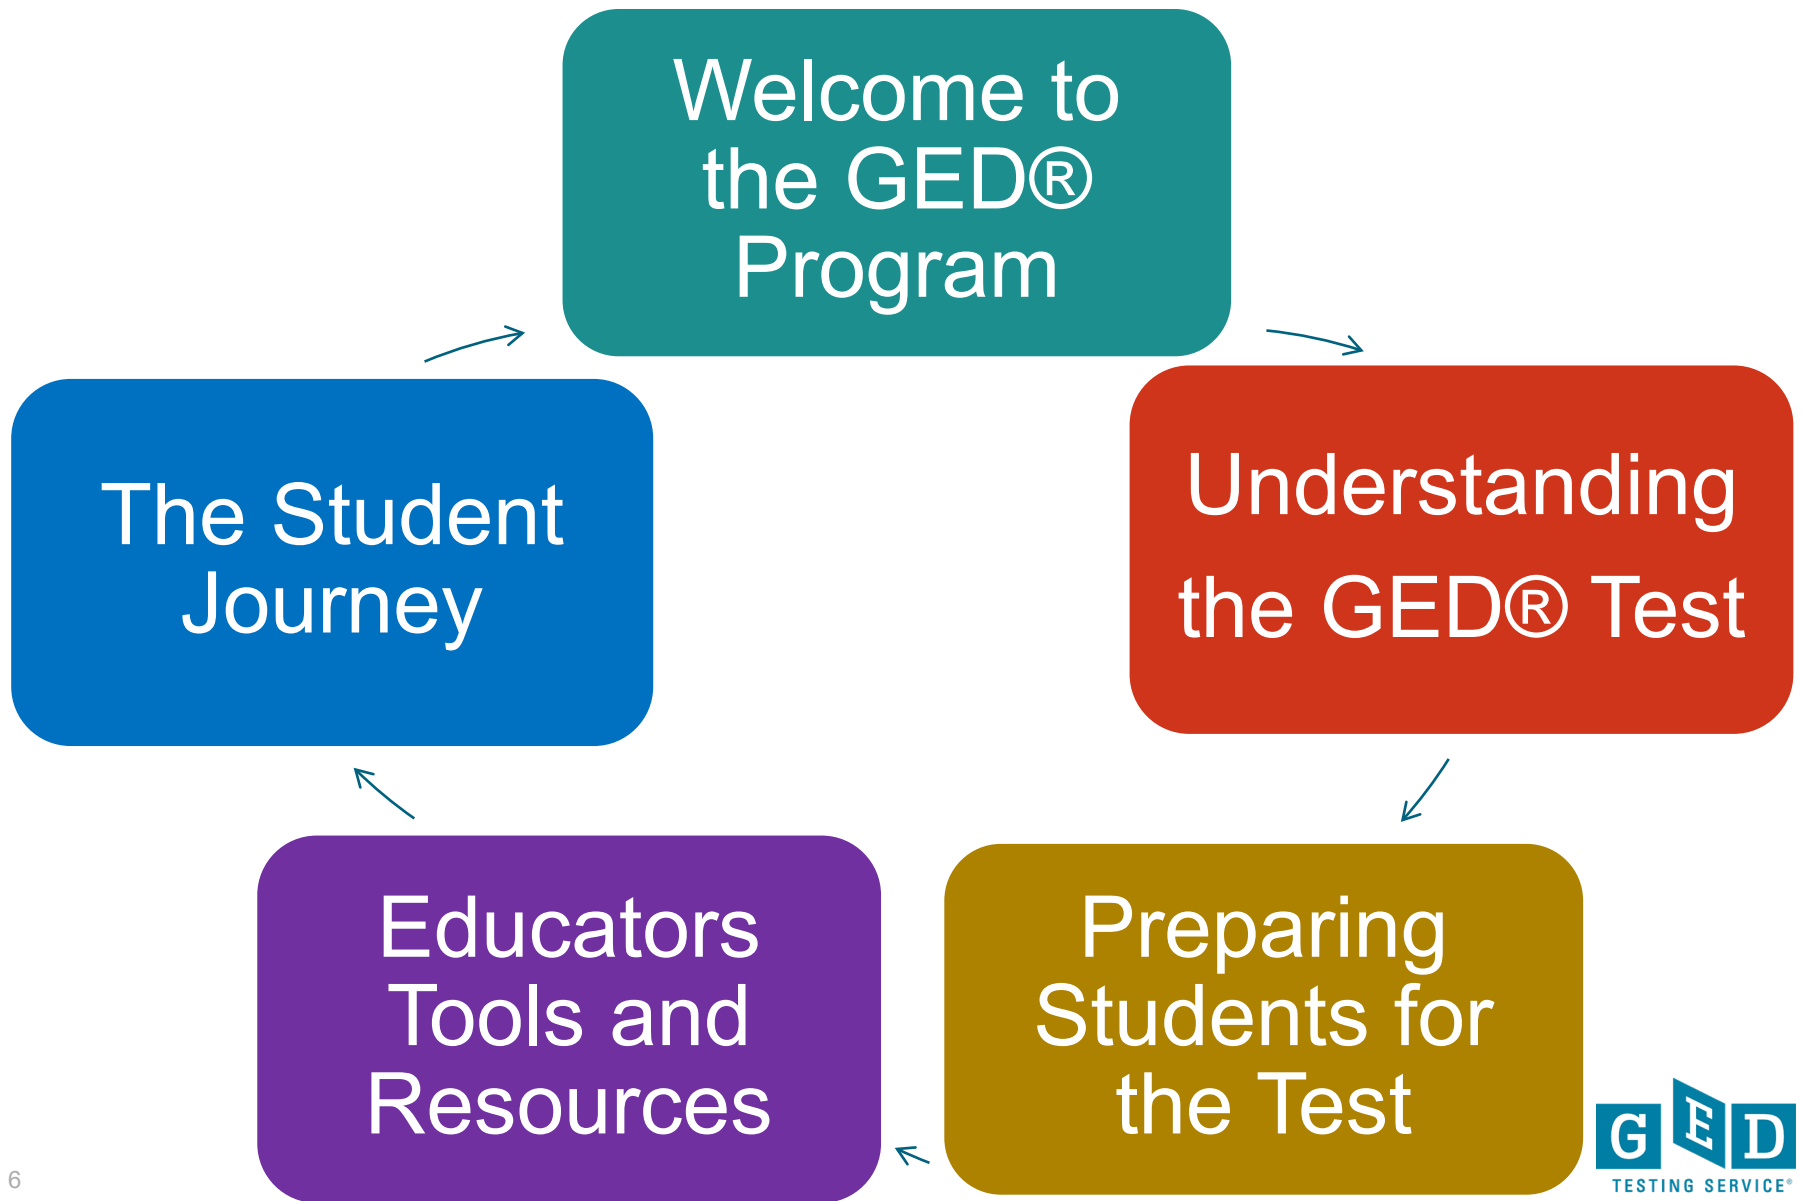 Welcome to
the GED®
Program
Understanding
the GED® Test
Preparing
Students for
the Test
Educators
Tools and
Resources
The Student
Journey
6
GED
TESTING SERVICE®